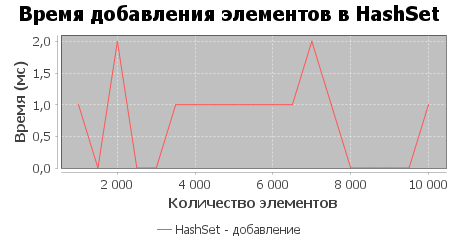 Время добавления элементов в HashSet
Время (мс)
2,0
1,5
1,0
0,5
0,0
2 000 4 000 6 000 8 000 10 000
Количество элементов
HashSet - добавление